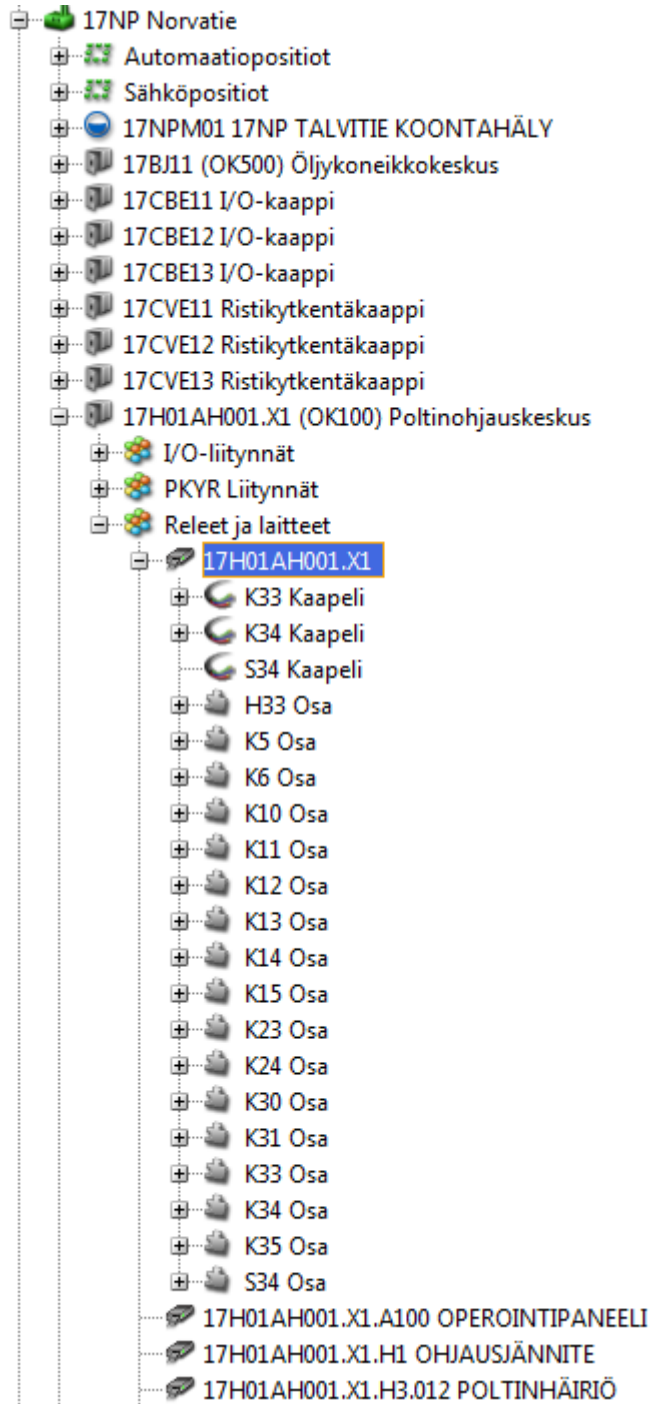 17NP Norvatie
Automaatiopositiot
Sähköpositiot
17NPM01 17NP TALVITIE KOONTAHÄLY
17BJ11 (OK500) Öljykoneikkokeskus
17CBE11 I/O-kaappi
17CBE12 I/O-kaappi
17CBE13 I/O-kaappi
17CVE11 Ristikytkentäkaappi
17CVE12 Ristikytkentäkaappi
17CVE13 Ristikytkentäkaappi
17H01AH001.X1 (OK100) Poltinohjauskeskus
I/O-liitynnät
PKYR Liitynnät
Releet ja laitteet
17H01AH001.X1
K33 Kaapeli
K34 Kaapeli
S34 Kaapeli
H33 Osa
K5 Osa
K6 Osa
K10 Osa
K11 Osa
K12 Osa
K13 Osa
K14 Osa
K15 Osa
K23 Osa
K24 Osa
K30 Osa
K31 Osa
K33 Osa
K34 Osa
K35 Osa
S34 Osa
17H01AH001.X1.A100 OPEROINTIPANEELI
17H01AH001.X1.H1 OHJAUSJÄNNITE
17H01AH001.X1.H3.012 POLTINHÄIRIÖ